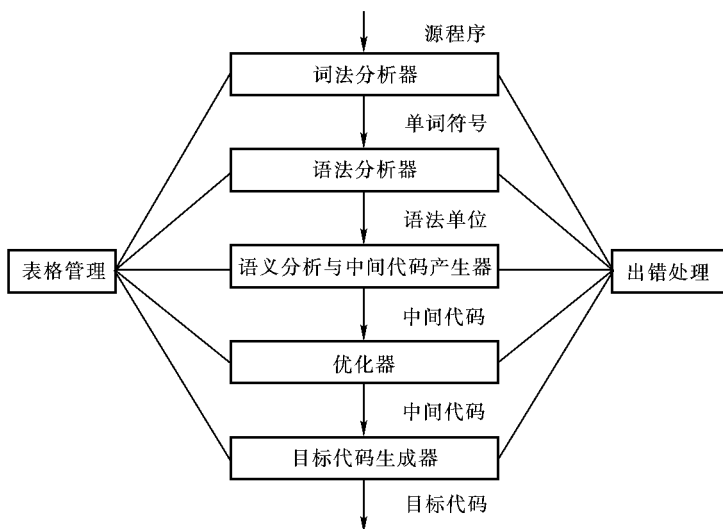 源程序
词法分析器
单词符号
语法分析器
语法单位
表格管理
语义分析与中间代码产生器
出错处理
中间代码
优化器
中间代码
目标代码生成器
目标代码